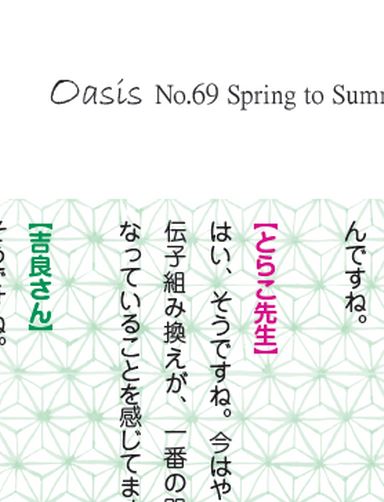 Oasis No.69 Spring to Summ
んですね。
【とらこ先生】
はい、そうですね。今はや
伝子組み換えが、一番の
なっていることを感じてま
【吉良さん】
そうですね。